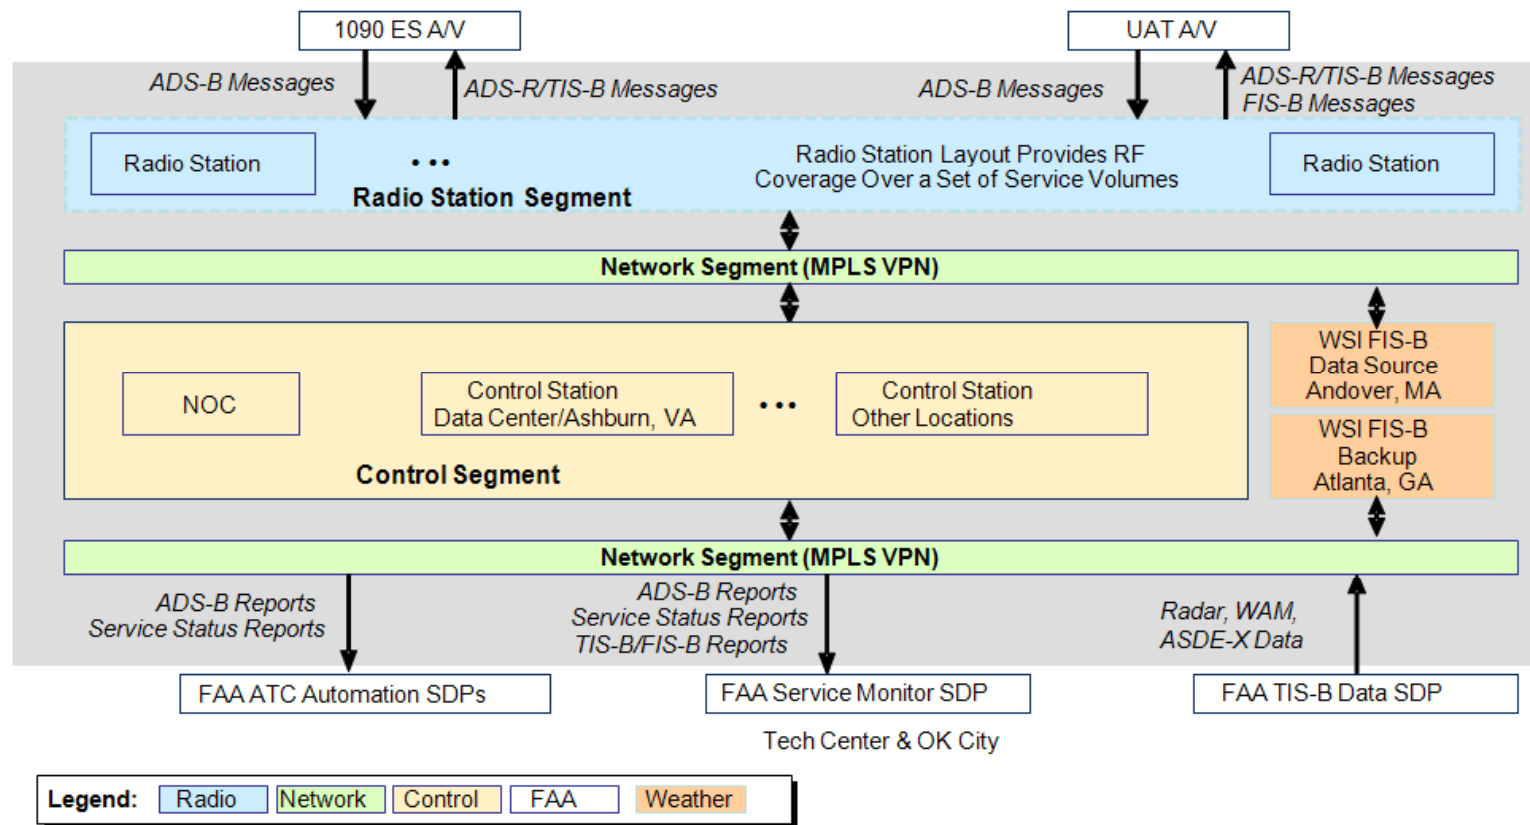 1090 ES A/V
UAT A/V
ADS-B Messages
ADS-R/TIS-B Messages
ADS-B Messages
ADS-R/TIS-B Messages
FIS-B Messages
Radio Station
• • •
Radio Station Layout Provides RF
Coverage Over a Set of Service Volumes
Radio Station
Radio Station Segment
Network Segment (MPLS VPN)
NOC
Control Station
Data Center/Ashburn, VA
• • •
Control Station
Other Locations
Control Segment
WSI FIS-B
Data Source
Andover, MA
WSI FIS-B
Backup
Atlanta, GA
Network Segment (MPLS VPN)
ADS-B Reports
Service Status Reports
ADS-B Reports
Service Status Reports
TIS-B/FIS-B Reports
Radar, WAM,
ASDE-X Data
FAA ATC Automation SDPs
FAA Service Monitor SDP
FAA TIS-B Data SDP
Tech Center & OK City
Legend: Radio Network Control FAA Weather